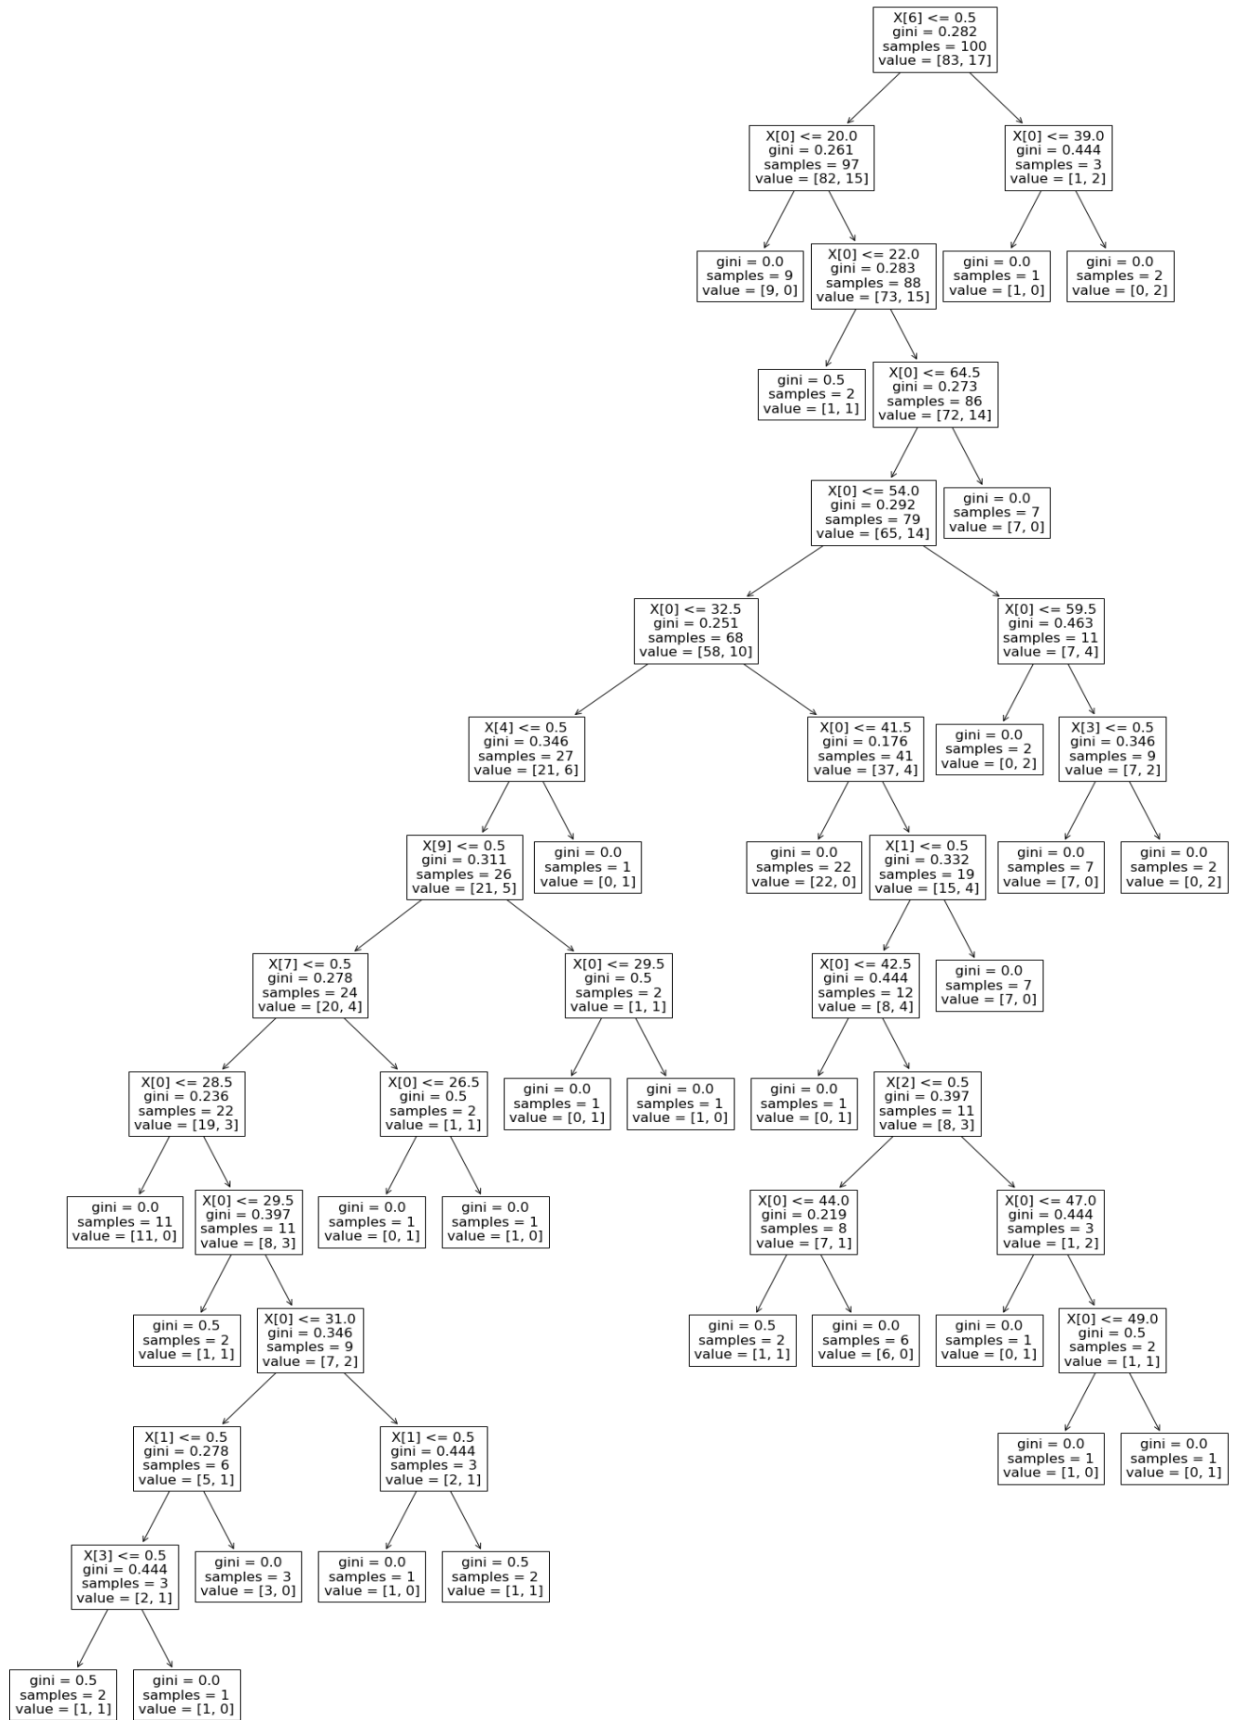 X[6] <= 0.5
gini = 0.282
samples = 100
value = [83, 17]
X[0] <= 20.0
gini = 0.261
samples = 97
value = [82, 15]
X[0] <= 39.0
gini = 0.444
samples = 3
value = [1, 2]
gini = 0.0
samples = 9
value = [9, 0]
X[0] <= 22.0
gini = 0.283
samples = 88
value = [73, 15]
gini = 0.0
samples = 1
value = [1, 0]
gini = 0.0
samples = 2
value = [0, 2]
gini = 0.5
samples = 2
value = [1, 1]
X[0] <= 64.5
gini = 0.273
samples = 86
value = [72, 14]
X[0] <= 54.0
gini = 0.292
samples = 79
value = [65, 14]
gini = 0.0
samples = 7
value = [7, 0]
X[0] <= 32.5
gini = 0.251
samples = 68
value = [58, 10]
X[0] <= 59.5
gini = 0.463
samples = 11
value = [7, 4]
X[4] <= 0.5
gini = 0.346
samples = 27
value = [21, 6]
X[0] <= 41.5
gini = 0.176
samples = 41
value = [37, 4]
gini = 0.0
samples = 2
value = [0, 2]
X[3] <= 0.5
gini = 0.346
samples = 9
value = [7, 2]
X[9] <= 0.5
gini = 0.311
samples = 26
value = [21, 5]
gini = 0.0
samples = 1
value = [0, 1]
gini = 0.0
samples = 22
value = [22, 0]
X[1] <= 0.5
gini = 0.332
samples = 19
value = [15, 4]
gini = 0.0
samples = 7
value = [7, 0]
gini = 0.0
samples = 2
value = [0, 2]
X[7] <= 0.5
gini = 0.278
samples = 24
value = [20, 4]
X[0] <= 29.5
gini = 0.5
samples = 2
value = [1, 1]
X[0] <= 42.5
gini = 0.444
samples = 12
value = [8, 4]
gini = 0.0
samples = 7
value = [7, 0]
X[0] <= 28.5
gini = 0.236
samples = 22
value = [19, 3]
X[0] <= 26.5
gini = 0.5
samples = 2
value = [1, 1]
gini = 0.0
samples = 1
value = [0, 1]
gini = 0.0
samples = 1
value = [1, 0]
gini = 0.0
samples = 1
value = [0, 1]
X[2] <= 0.5
gini = 0.397
samples = 11
value = [8, 3]
gini = 0.0
samples = 11
value = [11, 0]
X[0] <= 29.5
gini = 0.397
samples = 11
value = [8, 3]
gini = 0.0
samples = 1
value = [0, 1]
gini = 0.0
samples = 1
value = [1, 0]
X[0] <= 44.0
gini = 0.219
samples = 8
value = [7, 1]
X[0] <= 47.0
gini = 0.444
samples = 3
value = [1, 2]
gini = 0.5
samples = 2
value = [1, 1]
X[0] <= 31.0
gini = 0.346
samples = 9
value = [7, 2]
gini = 0.5
samples = 2
value = [1, 1]
gini = 0.0
samples = 6
value = [6, 0]
gini = 0.0
samples = 1
value = [0, 1]
X[0] <= 49.0
gini = 0.5
samples = 2
value = [1, 1]
X[1] <= 0.5
gini = 0.278
samples = 6
value = [5, 1]
X[1] <= 0.5
gini = 0.444
samples = 3
value = [2, 1]
gini = 0.0
samples = 1
value = [1, 0]
gini = 0.0
samples = 1
value = [0, 1]
X[3] <= 0.5
gini = 0.444
samples = 3
value = [2, 1]
gini = 0.0
samples = 3
value = [3, 0]
gini = 0.0
samples = 1
value = [1, 0]
gini = 0.5
samples = 2
value = [1, 1]
gini = 0.5
samples = 2
value = [1, 1]
gini = 0.0
samples = 1
value = [1, 0]